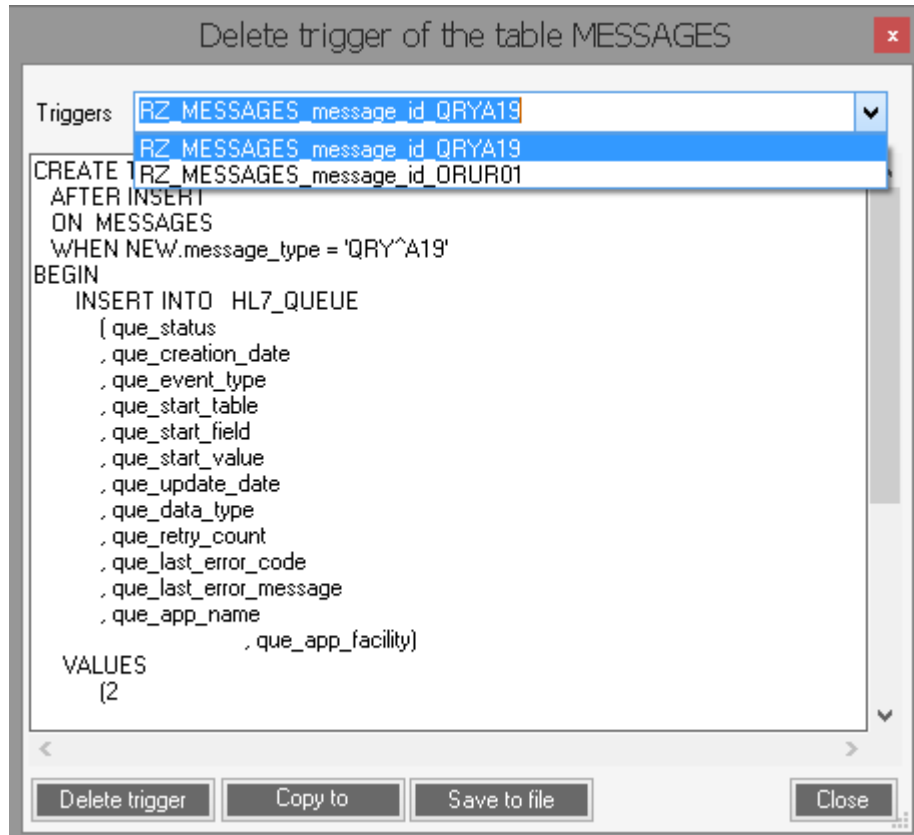 Delete trigger of the table MESSAGES
x
Triggers RZ_MESSAGES_message_id_QRYA19
RZ_MESSAGES_message_id_QRYA19
RZ_MESSAGES_message_id_ORUR01
CREATE T
AFTER INSERT
ON MESSAGES
WHEN NEW.message_type = 'QRY^A19'
BEGIN
INSERT INTO HL7_QUEUE
( que_status
, que_creation_date
, que_event_type
, que_start_table
, que_start_field
, que_start_value
, que_update_date
, que_data_type
, que_retry_count
, que_last_error_code
, que_last_error_message
, que_app_name
, que_app_facility)
VALUES
(2
Delete trigger Copy to Save to file Close